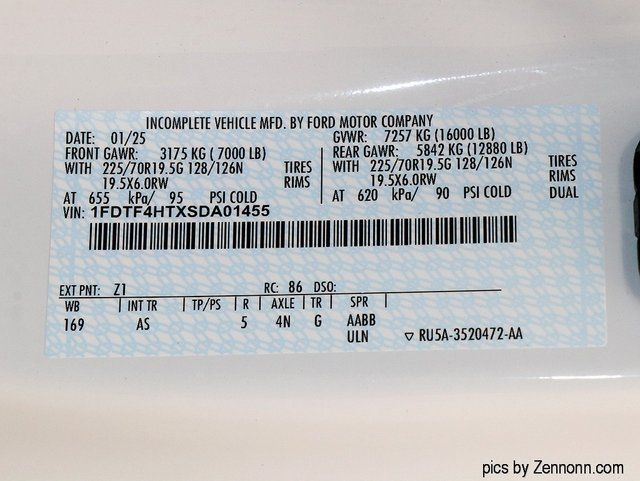 INCOMPLETE VEHICLE MFD. BY FORD MOTOR COMPANY
DATE: 01/25 GVWR: 7257 KG (16000 LB)
FRONT GAWR: 3175 KG ( 7000 LB) REAR GAWR: 5842 KG (12880 LB)
WITH 225/70R19.5G 128/126N TIRES WITH 225/70R19.5G 128/126N TIRES
19.5X6.0RW RIMS 19.5X6.0RW RIMS
AT 655 kPa/ 95 PSI COLD AT 620 kPa/ 90 PSI COLD DUAL
VIN: 1FDTF4HTXSDA01455
EXT PNT: Z1 RC: 86 DSO:
WB INT TR TP/PS R AXLE TR SPR
169 AS 5 4N G AABB
ULN ▽ RU5A-3520472-AA
pics by Zennonn.com